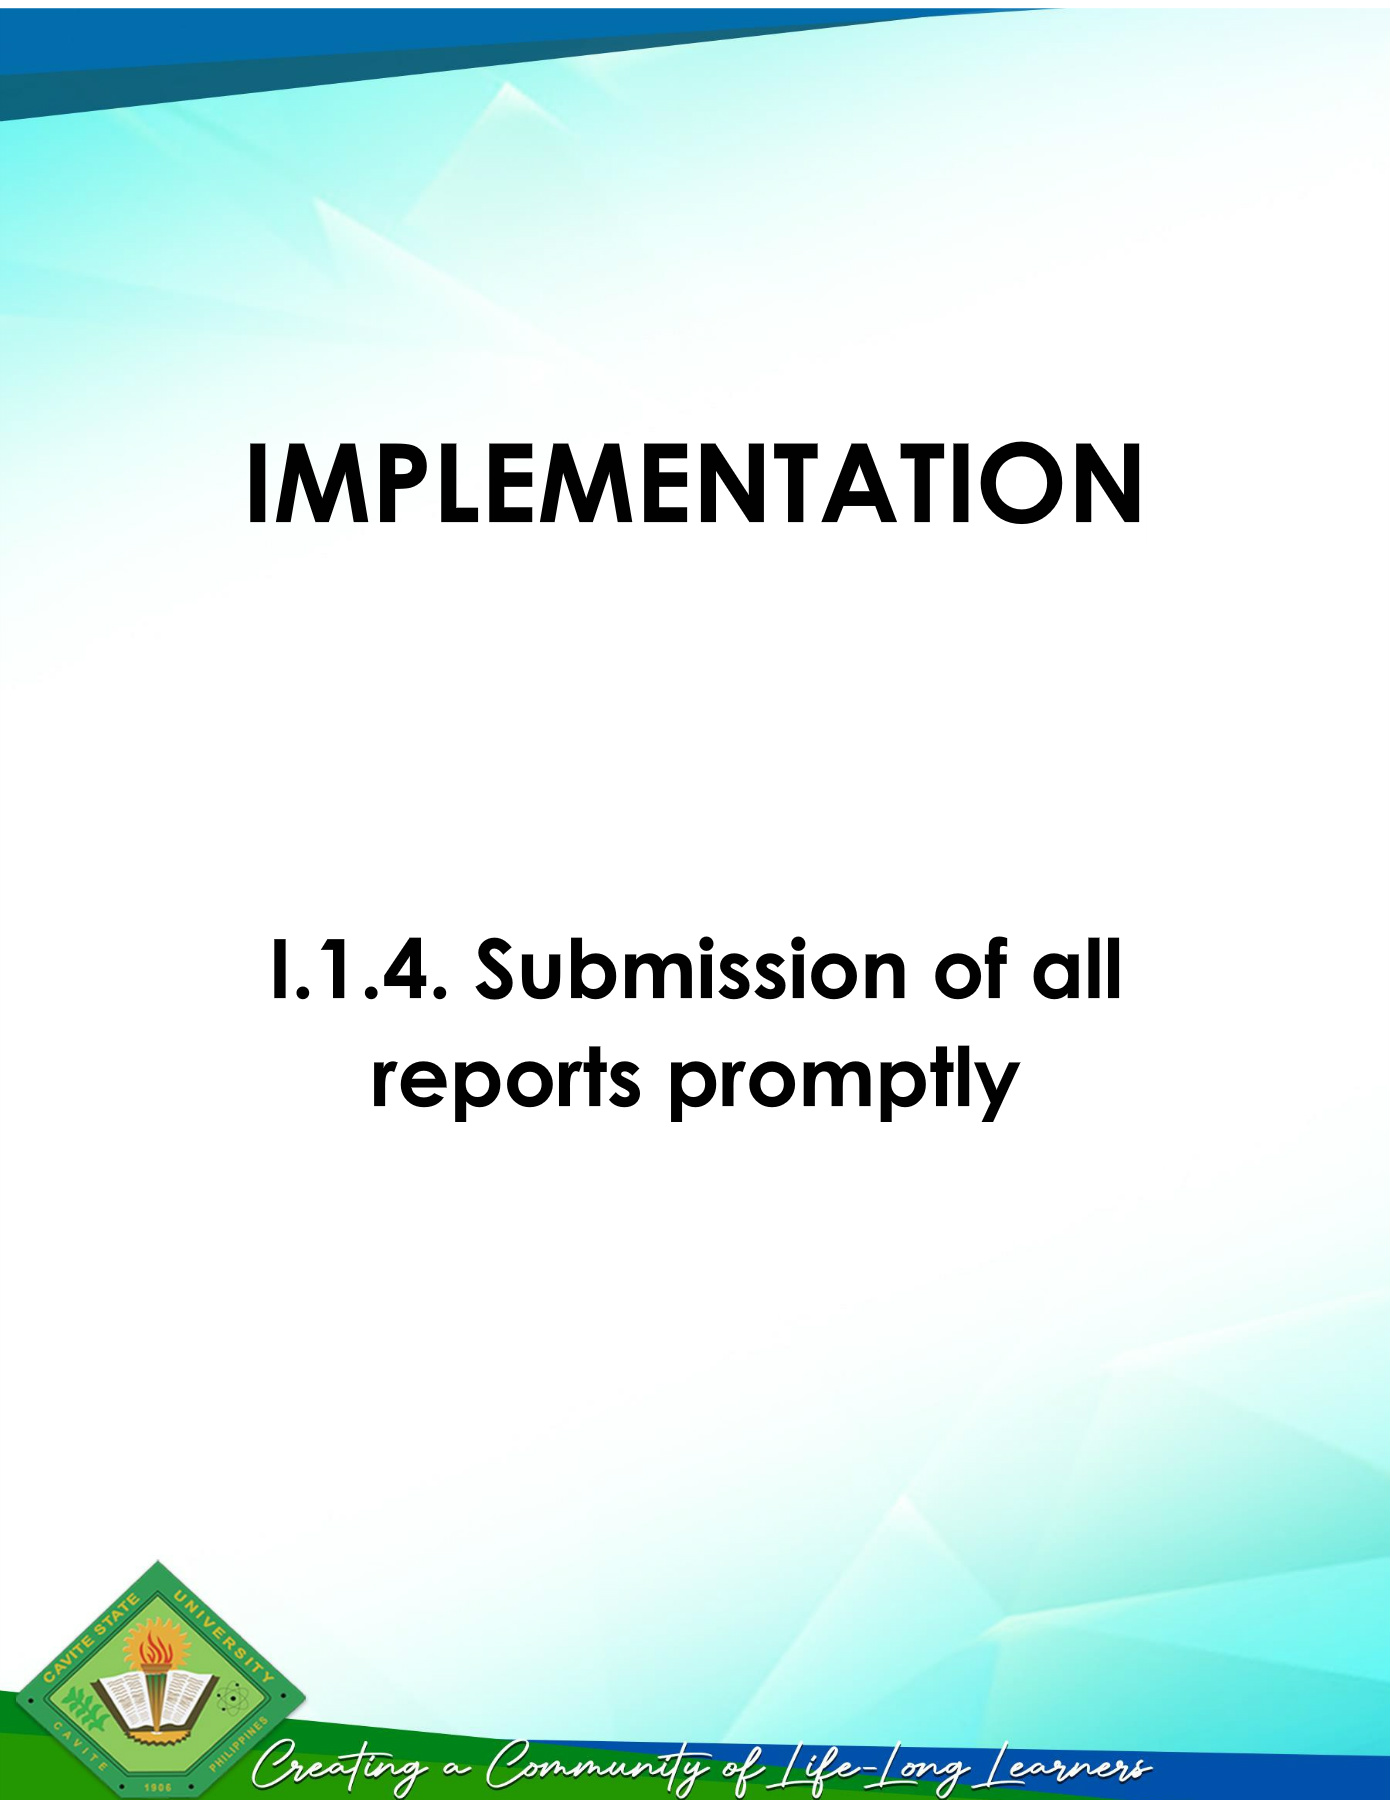 IMPLEMENTATION
I.1.4. Submission of all
reports promptly
CAVITE STATE UNIVERSITY
CAVITE PHILIPPINES
1906
Creating a Community of Life-Long Learners